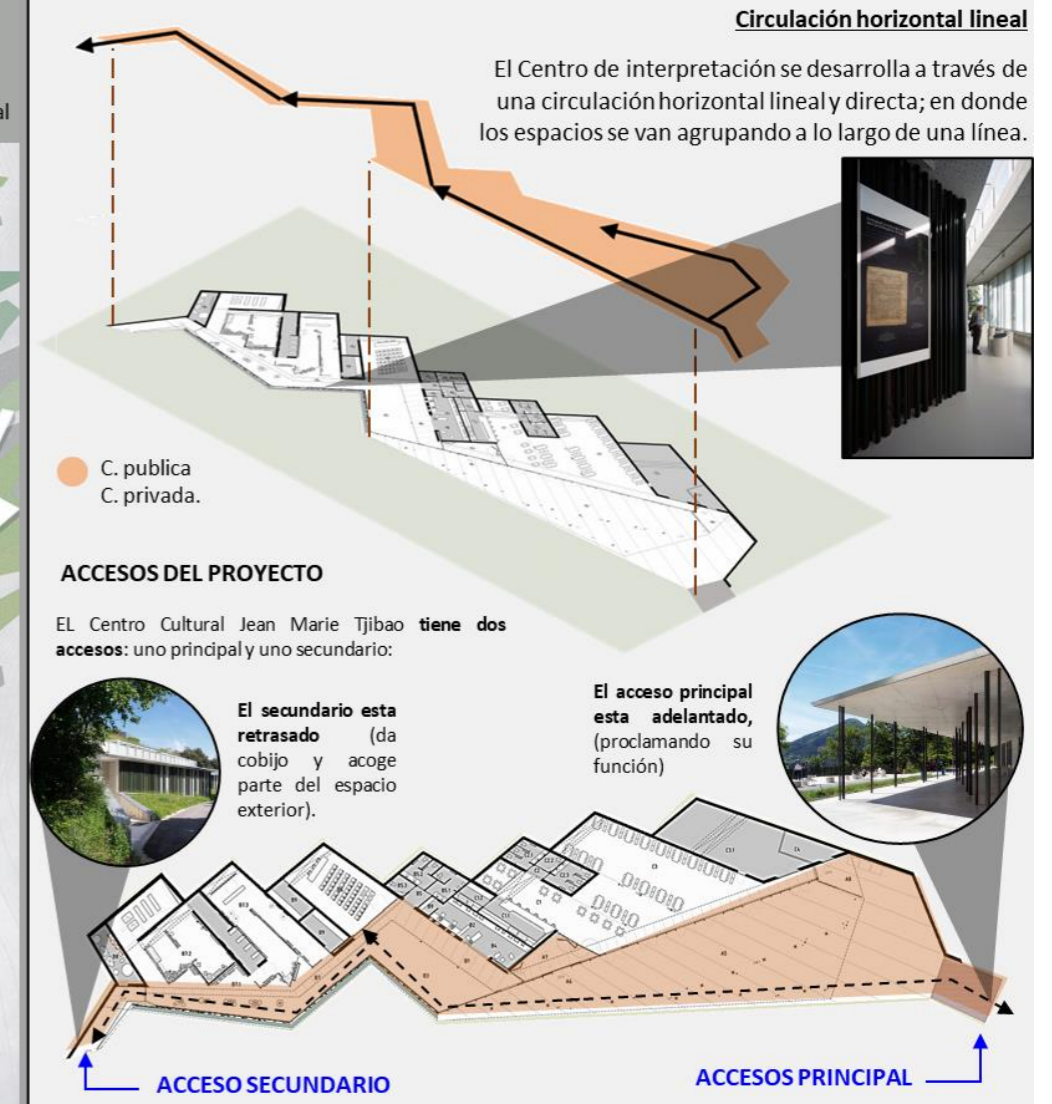 Circulación horizontal lineal
al
El Centro de interpretación se desarrolla a través de
una circulación horizontal lineal y directa; en donde
los espacios se van agrupando a lo largo de una línea.
C. publica
C. privada.
ACCESOS DEL PROYECTO
EL Centro Cultural Jean Marie Tjibao tiene dos
accesos: uno principal y uno secundario:
El secundario esta
retrasado (da
cobijo y acoge
parte del espacio
exterior).
El acceso principal
esta adelantado,
(proclamando su
función)
ACCESO SECUNDARIO
ACCESOS PRINCIPAL